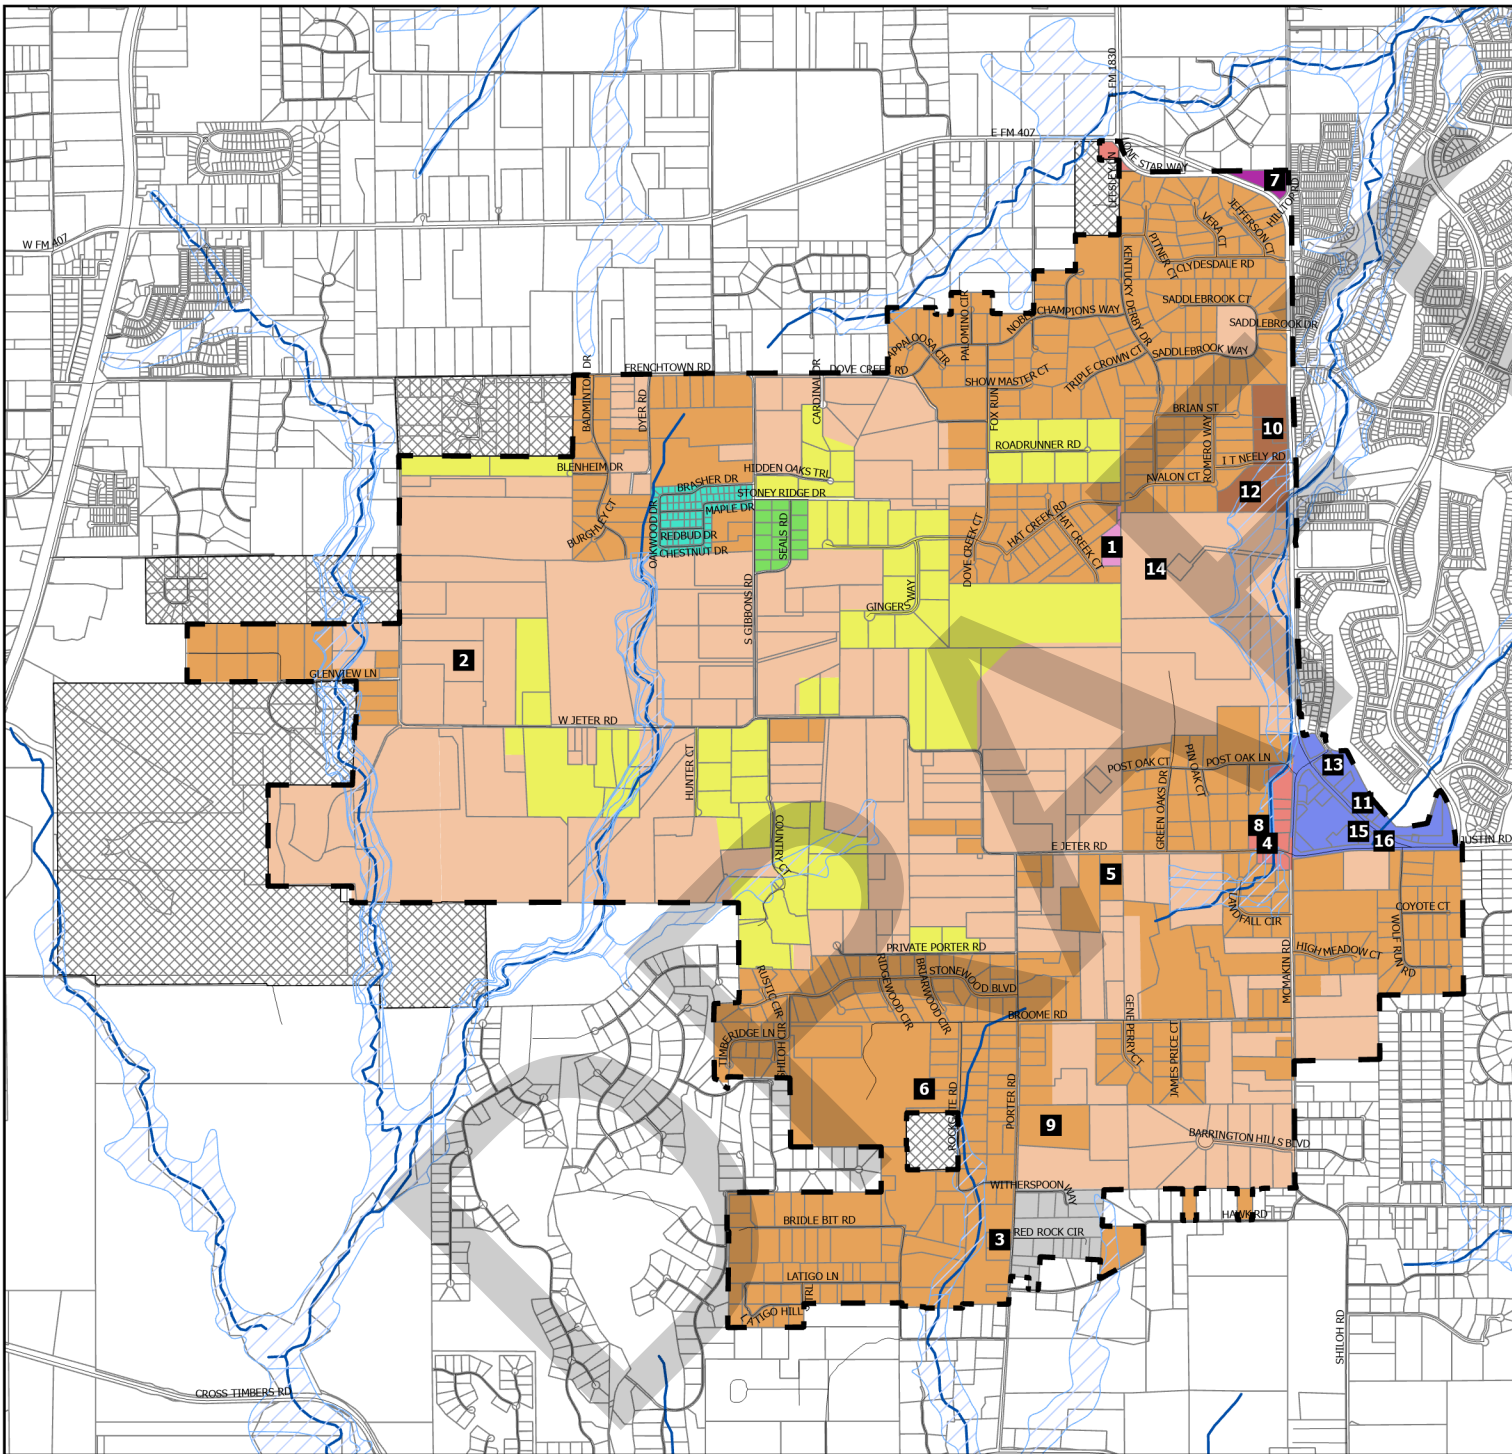 E FM 1830
E FM 407
LONE STAR WAY
LEESLEY LN
7
HILLTOP RD
W FM 407
JEFFERSON CT
VERA CT
PITNER CT
CLYDESDALE RD
KENTUCKY DERBY DR
SADDLEBROOK CT
CHAMPIONS WAY
NOBLE
PALOMINO CIR
SADDLEBROOK DR
APPALOOSA CIR
SADDLEBROOK WAY
TRIPLE CROWN CT
FRENCHTOWN RD
DOVE CREEK RD
SHOW MASTER CT
BADMINTON DR
DYER RD
CARDINAL DR
FOX RUN
BRIAN ST
ROMERO WAY
10
ROADRUNNER RD
I T NEELY RD
BLENHEIM DR
HIDDEN OAKS TRL
AVALON CT
BRASHER DR
STONEY RIDGE DR
12
MAPLE DR
BURGHLEY CT
OAKWOOD DR
REDBUD DR
CHESTNUT DR
SEALS RD
DOVE CREEK CT
HAT CREEK RD
HAT CREEK CT
1
14
S GIBBONS RD
GINGERS WAY
2
GLENVIEW LN
W JETER RD
HUNTER CT
POST OAK CT
PIN OAK CT
POST OAK LN
13
GREEN OAKS DR
11
COUNTRY CT
8
15
4
16
JUSTIN RD
E JETER RD
5
LANDFALL CIR
COYOTE CT
WOLF RUN RD
PRIVATE PORTER RD
HIGH MEADOW CT
MCMAKIN RD
RUSTIC CIR
RIDGEWOOD CIR
BRIARWOOD CIR
STONEWOOD BLVD
BROOME RD
GENE PERRY CT
JAMES PRICE CT
TIMBERIDGE LN
SHILOH CIR
6
PORTER RD
9
BARRINGTON HILLS BLVD
WITHERSPOON WAY
BRIDLE BIT RD
3
RED ROCK CIR
HAWK RD
LATIGO LN
SHILOH RD
CROSS TIMBERS RD
DRAFT